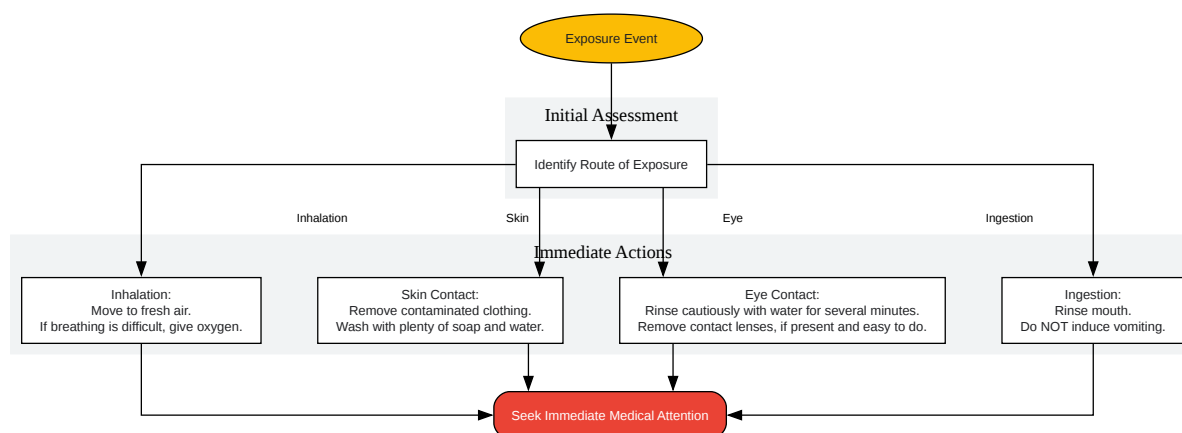 Exposure Event
Initial Assessment
Identify Route of Exposure
Inhalation
Skin
Eye
Ingestion
Immediate Actions
Inhalation:
Move to fresh air.
If breathing is difficult, give oxygen.
Skin Contact:
Remove contaminated clothing.
Wash with plenty of soap and water.
Eye Contact:
Rinse cautiously with water for several minutes.
Remove contact lenses, if present and easy to do.
Ingestion:
Rinse mouth.
Do NOT induce vomiting.
Seek Immediate Medical Attention